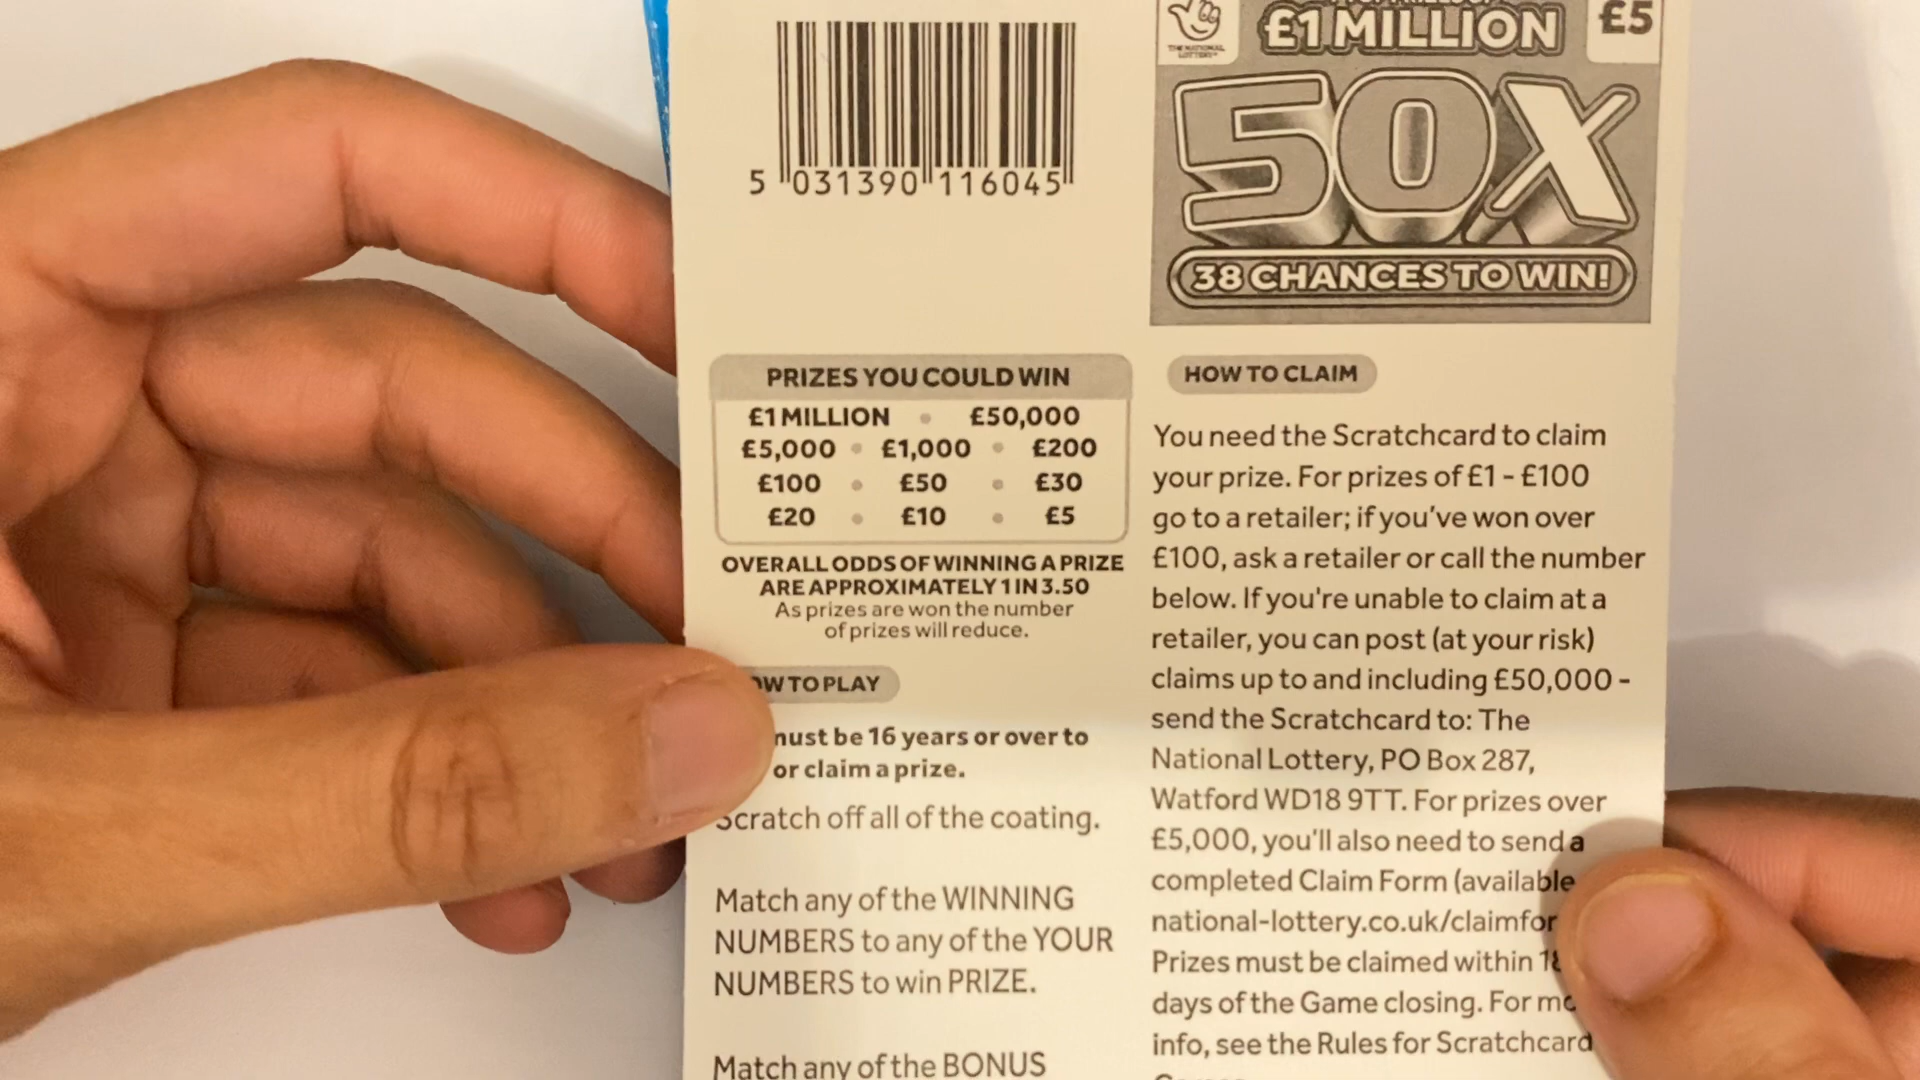 5 031390 116045
THE NATIONAL
LOTTERY
£1 MILLION
£5
50X
38 CHANCES TO WIN!
PRIZES YOU COULD WIN
£1 MILLION • £50,000
£5,000 • £1,000 • £200
£100 • £50 • £30
£20 • £10 • £5
OVERALL ODDS OF WINNING A PRIZE
ARE APPROXIMATELY 1 IN 3.50
As prizes are won the number
of prizes will reduce.
TO PLAY
be 16 years or over to
or claim a prize.
Scratch off all of the coating.
Match any of the WINNING
NUMBERS to any of the YOUR
NUMBERS to win PRIZE.
Match any of the BONUS
HOW TO CLAIM
You need the Scratchcard to claim
your prize. For prizes of £1 - £100
go to a retailer; if you've won over
£100, ask a retailer or call the number
below. If you're unable to claim at a
retailer, you can post (at your risk)
claims up to and including £50,000 -
send the Scratchcard to: The
National Lottery, PO Box 287,
Watford WD18 9TT. For prizes over
£5,000, you'll also need to send a
completed Claim Form (available
national-lottery.co.uk/claimfor
Prizes must be claimed within
days of the Game closing. For
info, see the Rules for Scratchcard